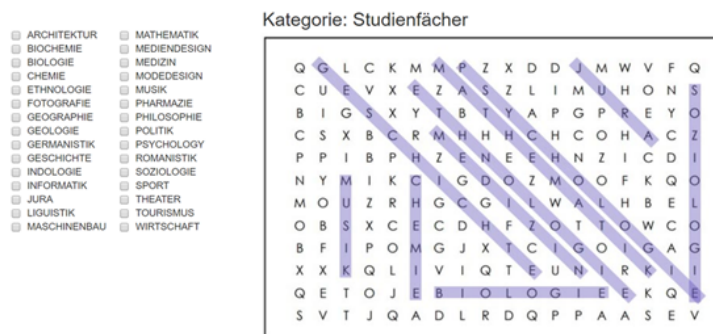 Kategorie: Studienfächer
ARCHITEKTUR
BIOCHEMIE
BIOLOGIE
CHEMIE
ETHNOLOGIE
FOTOGRAFIE
GEOGRAPHIE
GEOLOGIE
GERMANISTIK
GESCHICHTE
INDOLOGIE
INFORMATIK
JURA
LIGUISTIK
MASCHINENBAU
MATHEMATIK
MEDIENDESIGN
MEDIZIN
MODEDESIGN
MUSIK
PHARMAZIE
PHILOSOPHIE
POLITIK
PSYCHOLOGY
ROMANISTIK
SOZIOLOGIE
SPORT
THEATER
TOURISMUS
WIRTSCHAFT
Q G L C K M M P Z X D D J M W V F Q
C U E V X E Z A S Z L I M U H O N S
B I G S X Y T B T Y A P G P R E Y O
C S X B C R M H H H C H C O H A C Z
P P I B P H Z E N E E H N Z I C D I
N Y M I K C I G D O Z M O O F K Q O
M O U Z R H G C G I L W A L H B E L
O B S X C E C D H F Z O T T O W C O
B F I P O M G J X T C I G O I G A G
X X K Q L I V I Q T E U N I R K I I
Q E T O J E B I O L O G I E E K Q E
S V T J Q A D L R D Q P P A A S E V